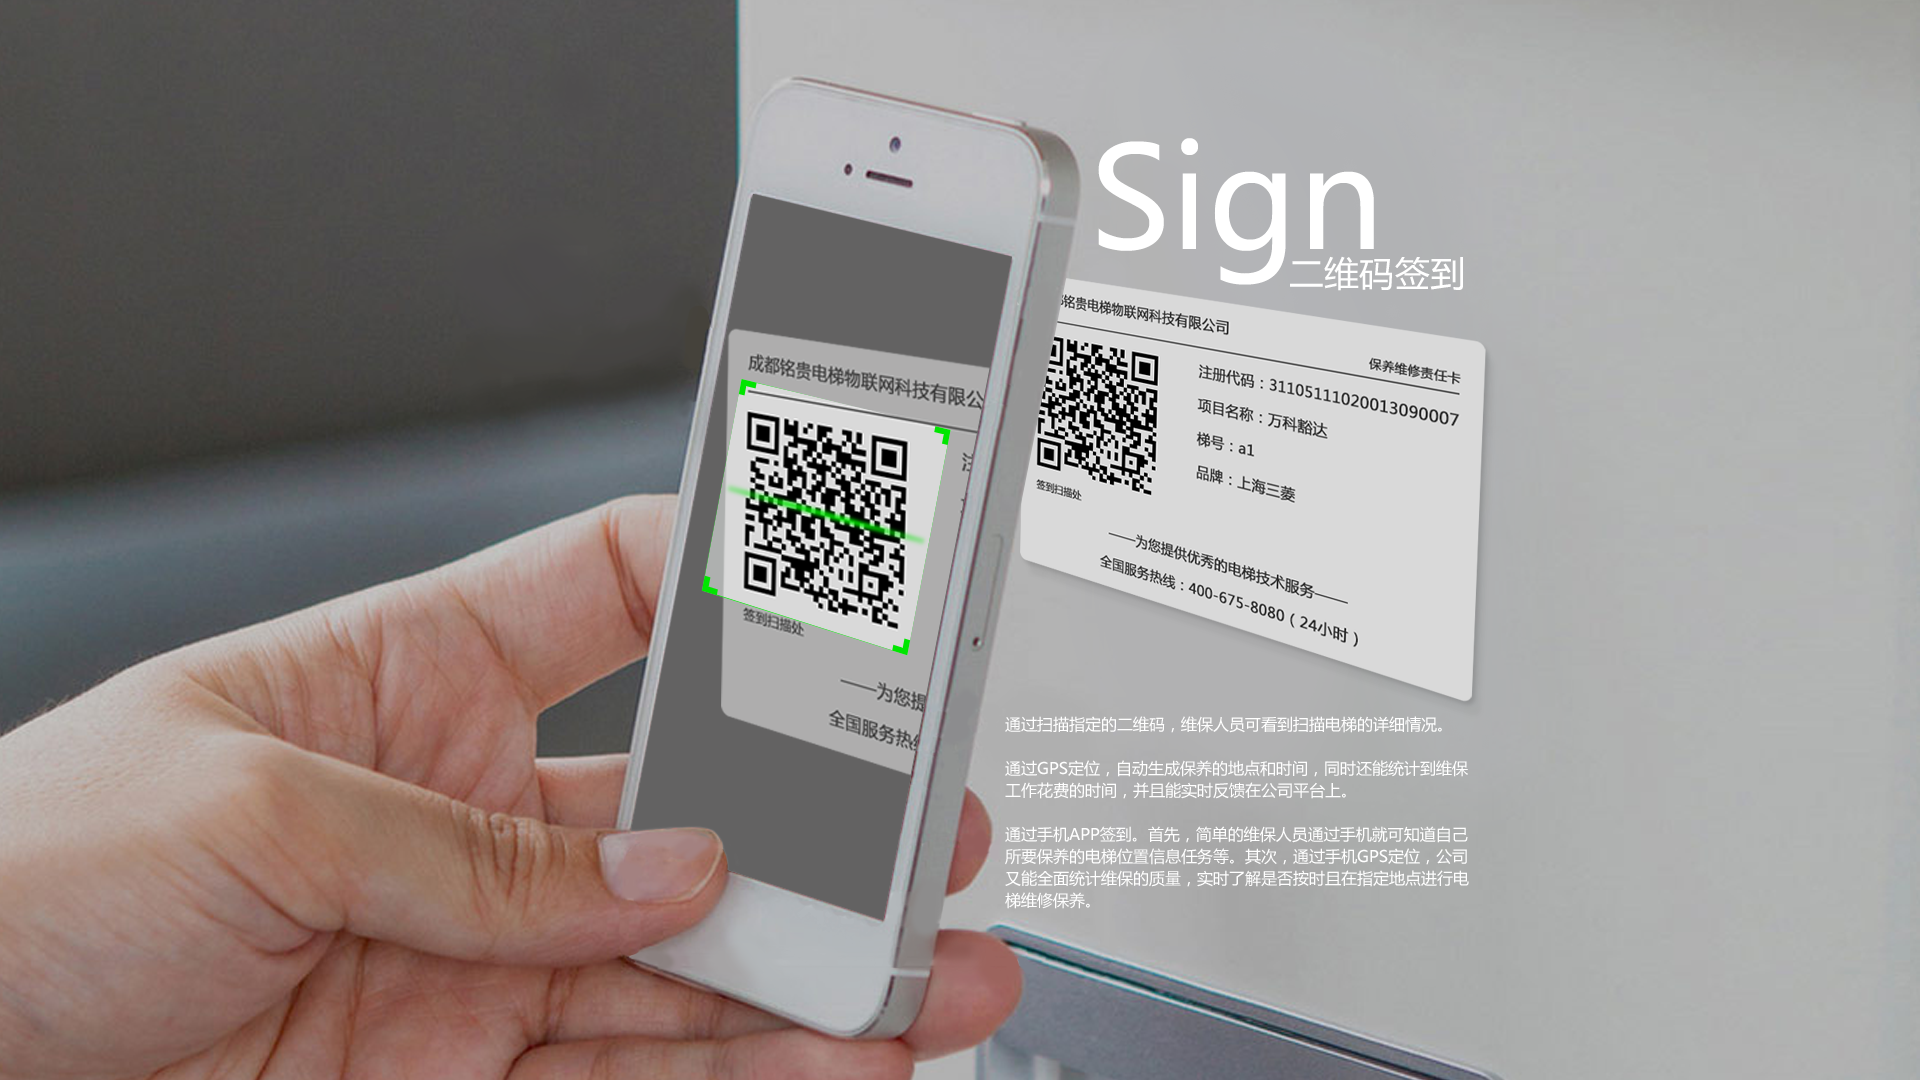 Sign
二维码签到
铭贵电梯物联网科技有限公司
保养维修责任卡
注册代码：31105111020013090007
项目名称：万科豁达
梯号：a1
品牌：上海三菱
签到扫描处
——为您提供优秀的电梯技术服务——
全国服务热线：400-675-8080（24小时）
成都铭贵电梯物联网科技有限公
签到扫描处
——为您提
全国服务热
通过扫描指定的二维码，维保人员可看到扫描电梯的详细情况。
通过GPS定位，自动生成保养的地点和时间，同时还能统计到维保
工作花费的时间，并且能实时反馈在公司平台上。
通过手机APP签到。首先，简单的维保人员通过手机就可知道自己
所要保养的电梯位置信息任务等。其次，通过手机GPS定位，公司
又能全面统计维保的质量，实时了解是否按时且在指定地点进行电
梯维修保养。